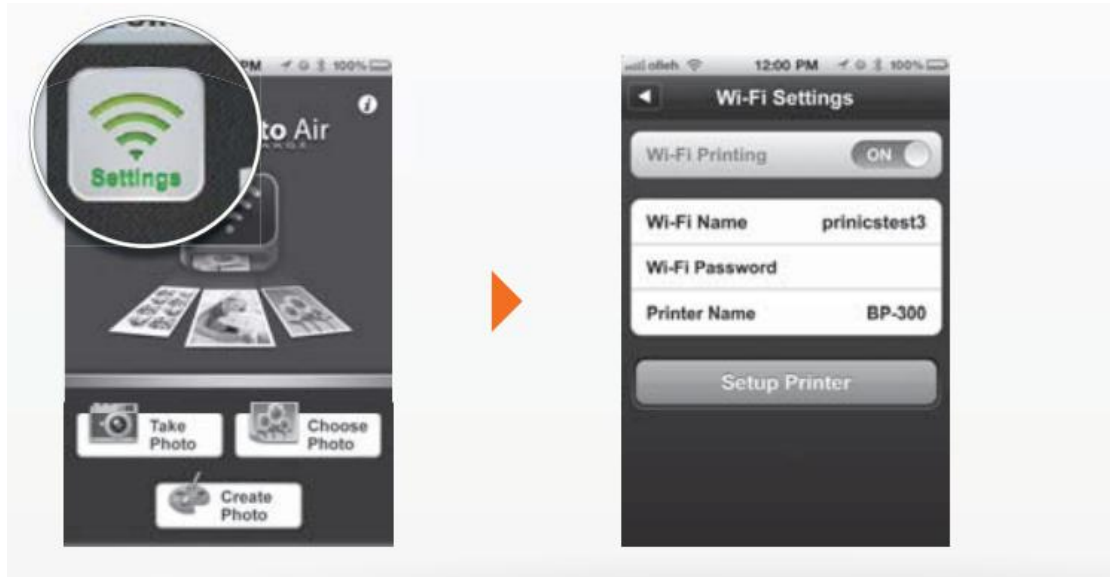 PM
100%
to Air
Settings
Take
Photo
Choose
Photo
Create
Photo
olleh
12:00 PM
100%
Wi-Fi Settings
Wi-Fi Printing
ON
Wi-Fi Name
prinicstest3
Wi-Fi Password
Printer Name
BP-300
Setup Printer